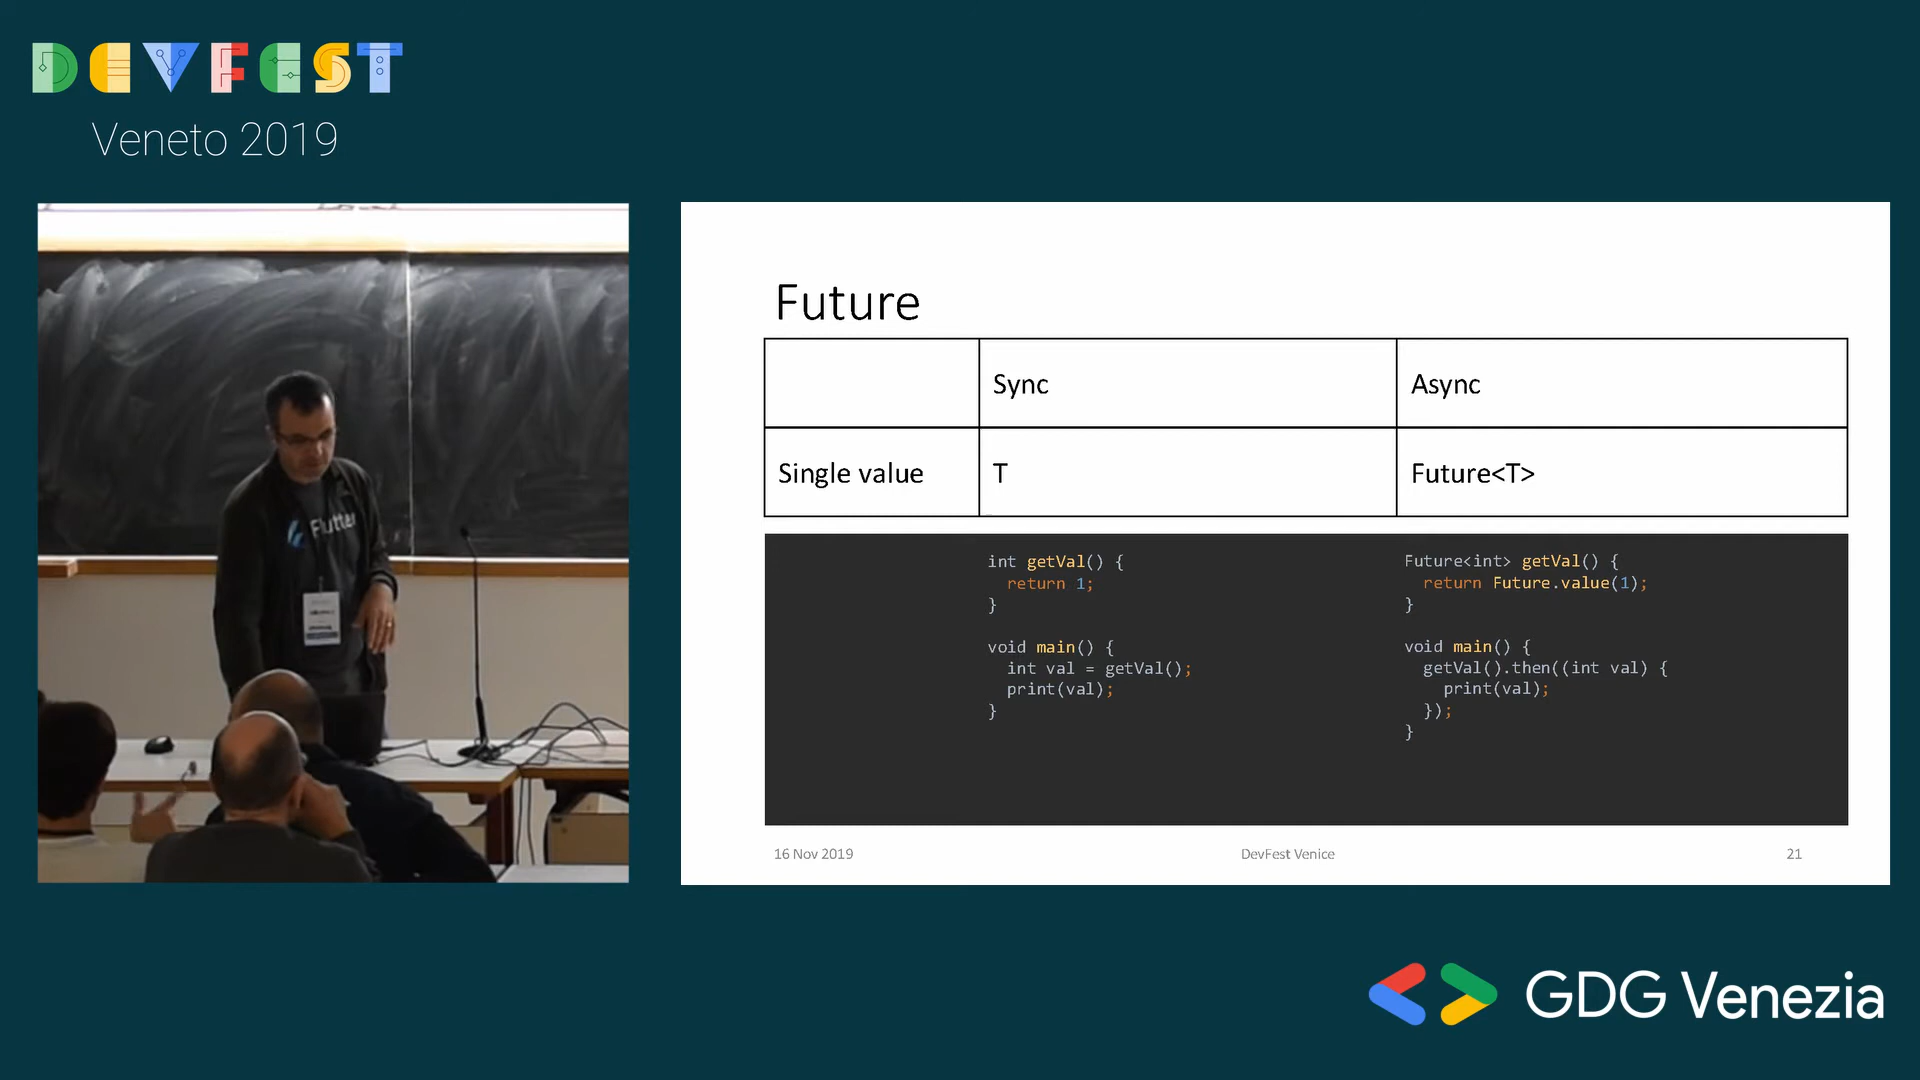 DEVFEST
Veneto 2019
Flutter
Future
Sync
Async
Single value
T
Future<T>
int getVal() {
  return 1;
}
void main() {
  int val = getVal();
  print(val);
}
Future<int> getVal() {
  return Future.value(1);
}
void main() {
  getVal().then((int val) {
    print(val);
  });
}
16 Nov 2019
DevFest Venice
21
GDG Venezia